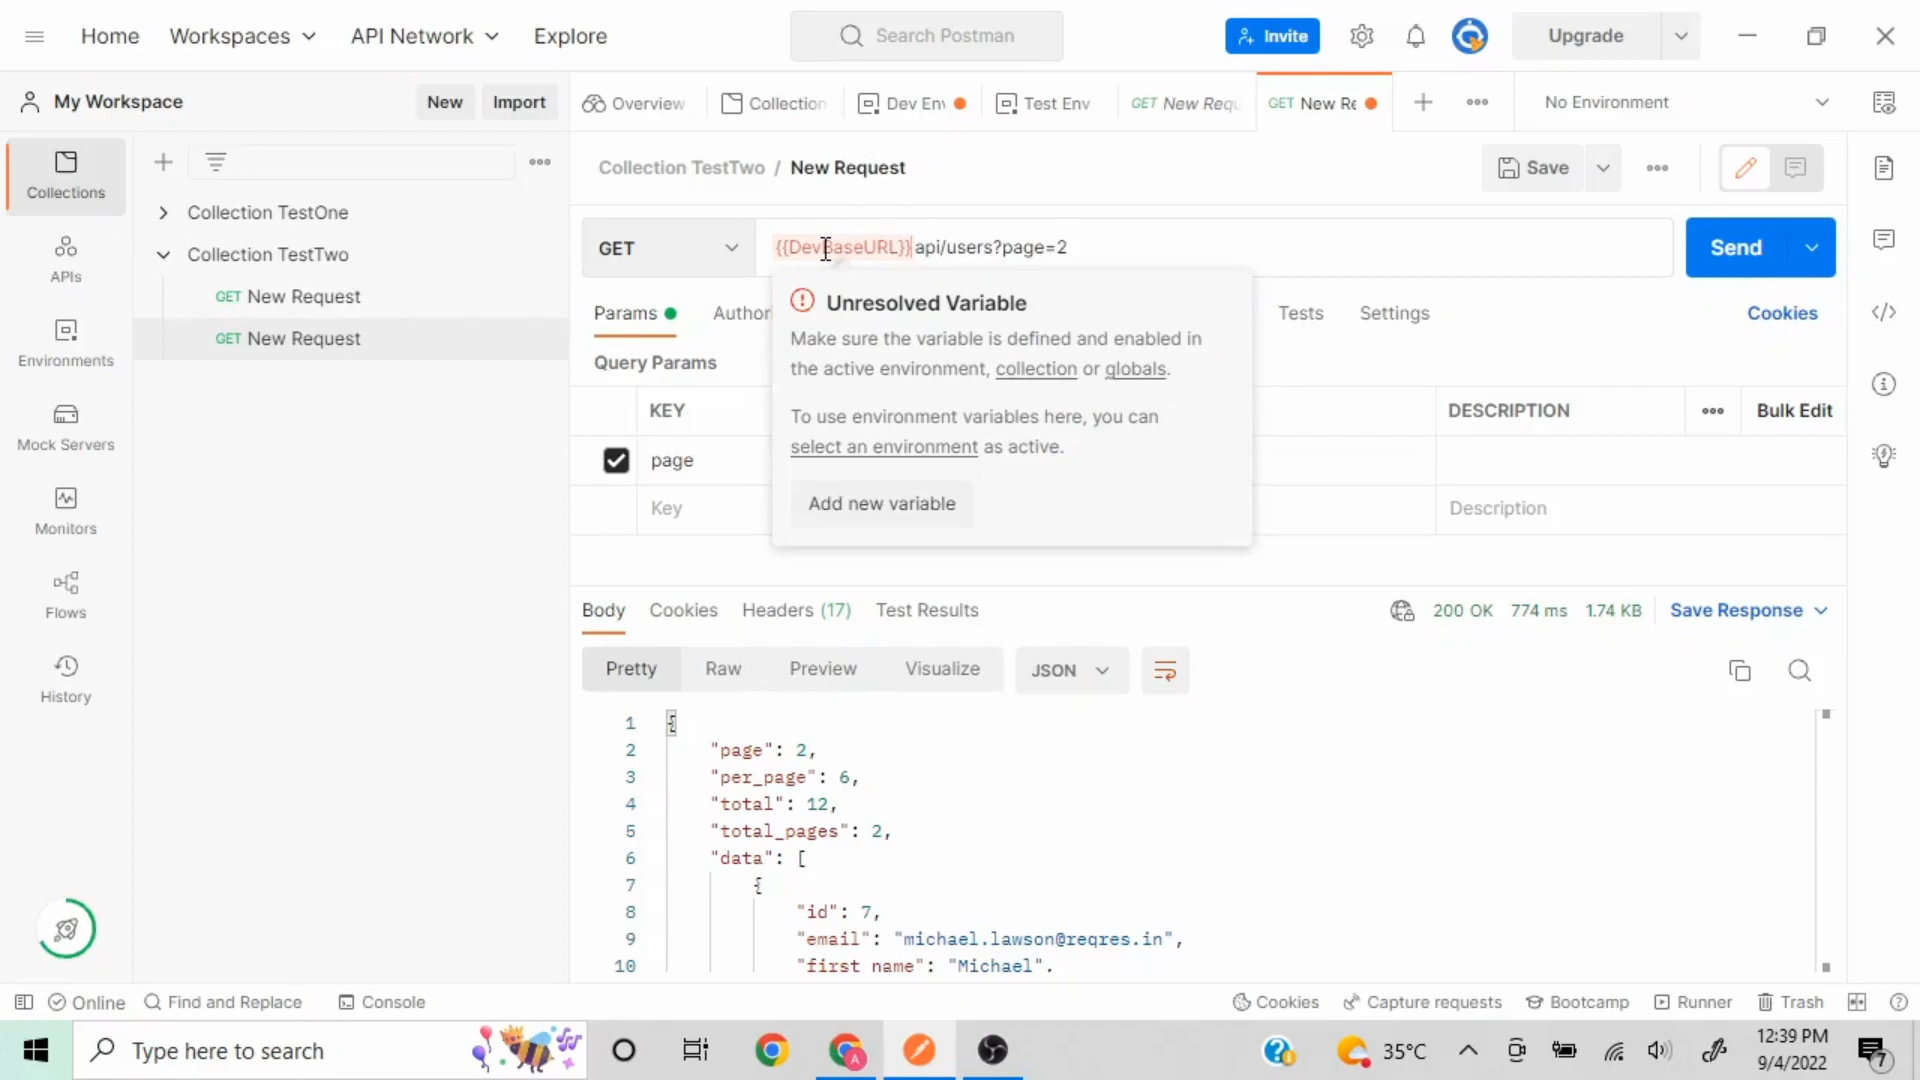 Home
Workspaces
API Network
Explore
Search Postman
Invite
Upgrade
My Workspace
New
Import
Overview
Collection
Dev Env
Test Env
GET New Requ
GET New Re
No Environment
Collections
APIs
Environments
Mock Servers
Monitors
Flows
History
Collection TestOne
Collection TestTwo
GET New Request
GET New Request
Collection TestTwo / New Request
Save
GET
{{DevBaseURL}}api/users?page=2
Send
Params
Author
Tests
Settings
Cookies
Unresolved Variable
Make sure the variable is defined and enabled in
the active environment, collection or globals.
To use environment variables here, you can
select an environment as active.
Add new variable
Query Params
KEY
DESCRIPTION
Bulk Edit
page
Key
Description
Body
Cookies
Headers (17)
Test Results
200 OK
774 ms
1.74 KB
Save Response
Pretty
Raw
Preview
Visualize
JSON
1 {
2 "page": 2,
3 "per_page": 6,
4 "total": 12,
5 "total_pages": 2,
6 "data": [
7 {
8 "id": 7,
9 "email": "michael.lawson@reqres.in",
10 "first_name": "Michael",
Online
Find and Replace
Console
Cookies
Capture requests
Bootcamp
Runner
Trash
Type here to search
35°C
12:39 PM
9/4/2022
7